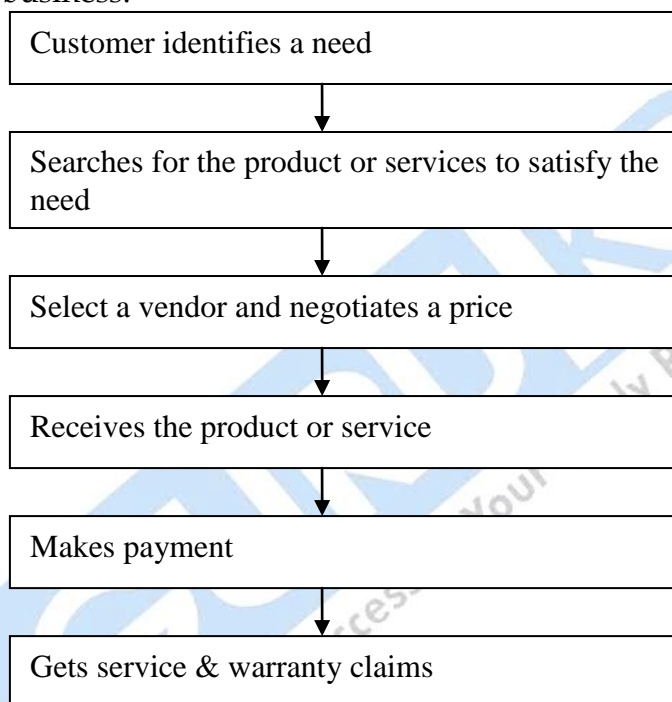 business.
Customer identifies a need
Searches for the product or services to satisfy the
need
Select a vendor and negotiates a price
Receives the product or service
Makes payment
Gets service & warranty claims
Your